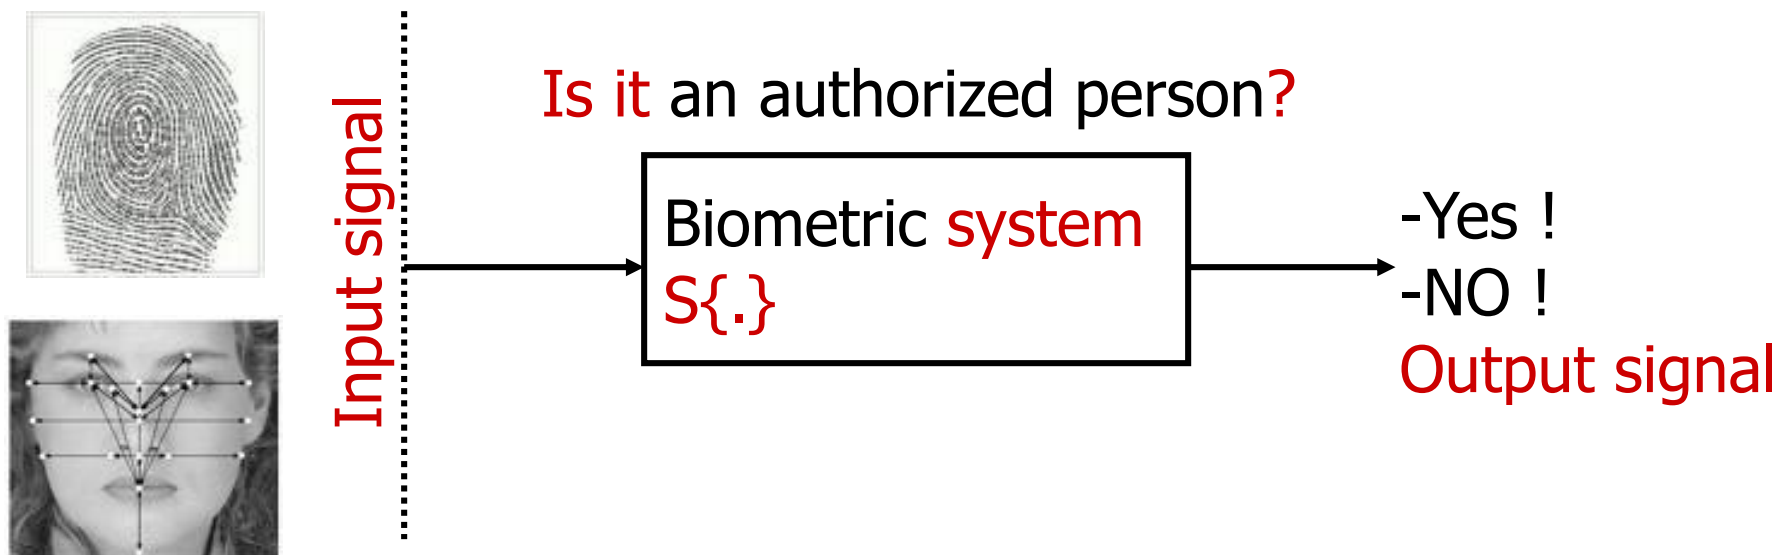 Input signal
Is it an authorized person?
Biometric system
S{.}
-Yes !
-NO !
Output signal